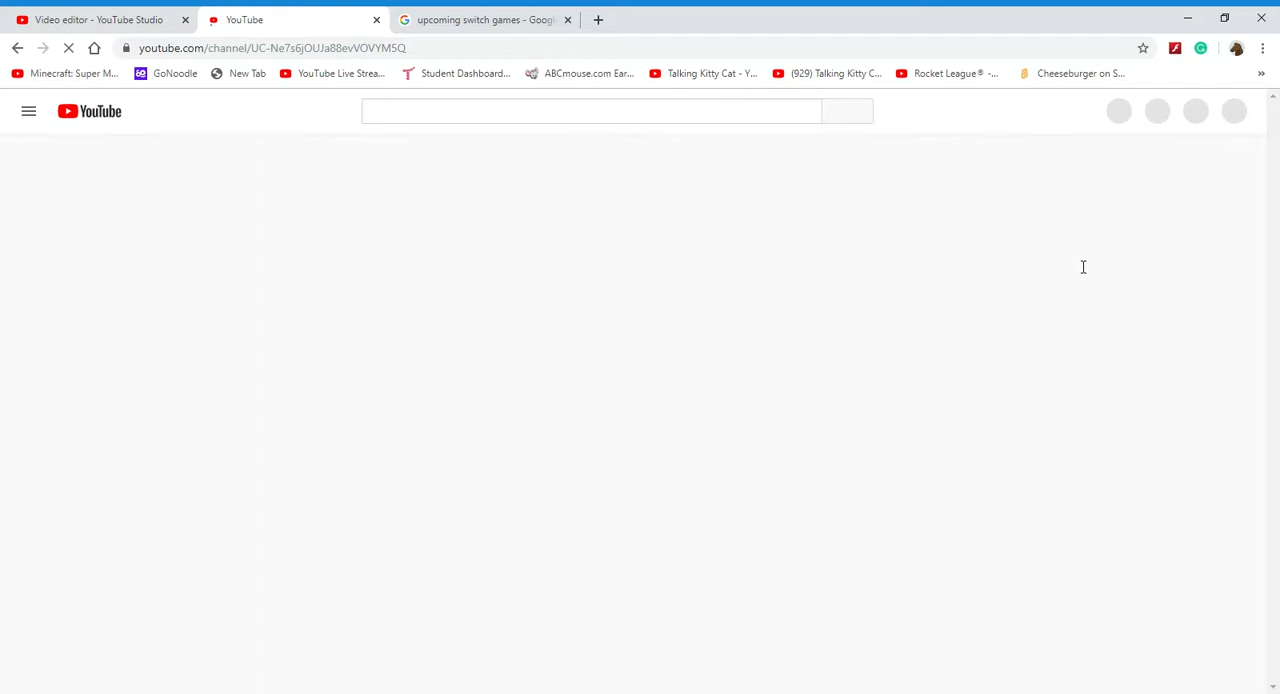 Video editor - YouTube Studio
YouTube
upcoming switch games - Googl
youtube.com/channel/UC-Ne7s6jOUJa88evVOVYM5Q
Minecraft: Super M...
GoNoodle
New Tab
YouTube Live Strea...
Student Dashboard...
ABCmouse.com Ear...
Talking Kitty Cat - Y...
(929) Talking Kitty C...
Rocket League® -...
Cheeseburger on S...
YouTube